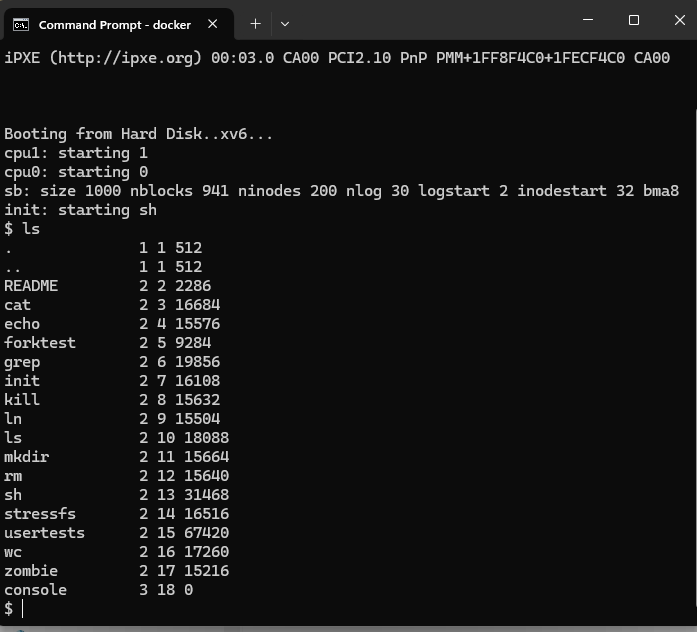 Command Prompt - docker
iPXE (http://ipxe.org) 00:03.0 CA00 PCI2.10 PnP PMM+1FF8F4C0+1FECF4C0 CA00
Booting from Hard Disk..xv6...
cpu1: starting 1
cpu0: starting 0
sb: size 1000 nblocks 941 ninodes 200 nlog 30 logstart 2 inodestart 32 bma8
init: starting sh
$ ls
. 1 1 512
.. 1 1 512
README 2 2 2286
cat 2 3 16684
echo 2 4 15576
forktest 2 5 9284
grep 2 6 19856
init 2 7 16108
kill 2 8 15632
ln 2 9 15504
ls 2 10 18088
mkdir 2 11 15664
rm 2 12 15640
sh 2 13 31468
stressfs 2 14 16516
usertests 2 15 67420
wc 2 16 17260
zombie 2 17 15216
console 3 18 0
$